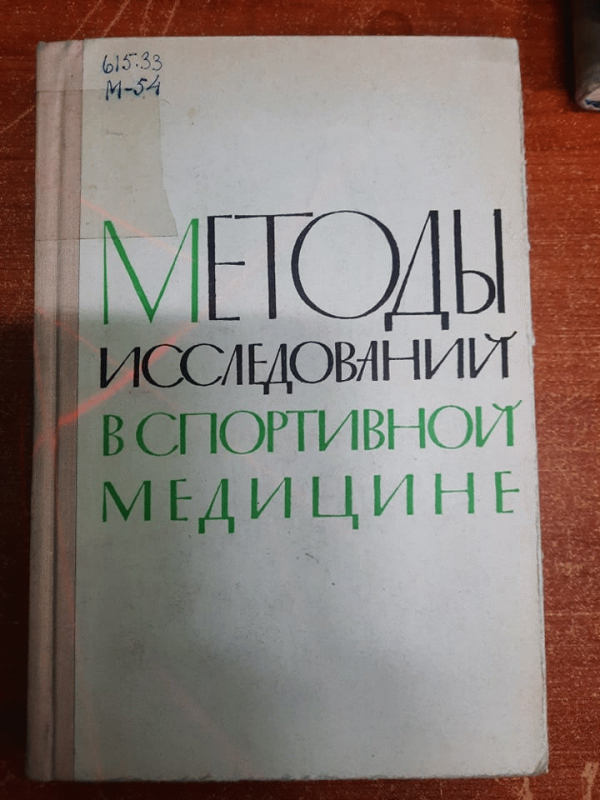 615.33
М-54
МЕТОДЫ
ИССЛЕДОВАНИЙ
В СПОРТИВНОЙ
МЕДИЦИНЕ